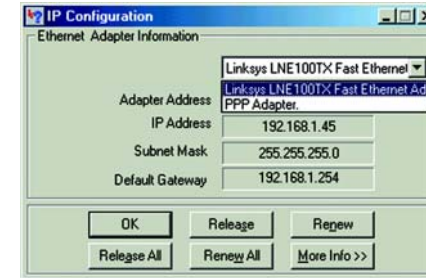 IP Configuration
Ethernet Adapter Information
Linksys LNE100TX Fast Ethernet
Linksys LNE100TX Fast Ethernet Ad
Adapter Address
PPP Adapter.
IP Address 192.168.1.45
Subnet Mask 255.255.255.0
Default Gateway 192.168.1.254
OK Release Renew
Release All Renew All More Info >>